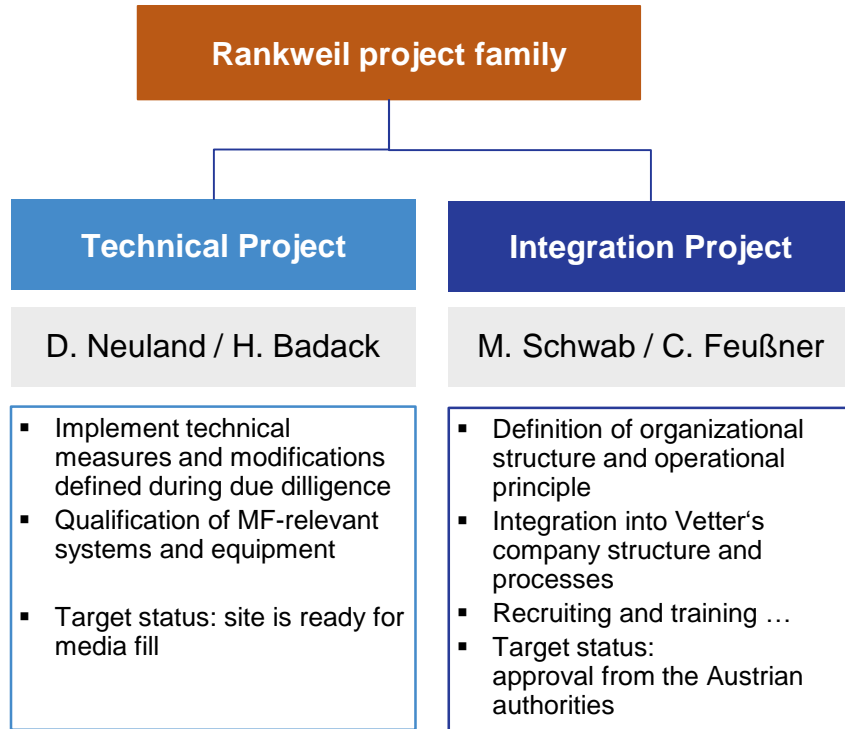 Rankweil project family
Technical Project
D. Neuland / H. Badack
▪ Implement technical
measures and modifications
defined during due dilligence
▪ Qualification of MF-relevant
systems and equipment
▪ Target status: site is ready for
media fill
Integration Project
M. Schwab / C. Feußner
▪ Definition of organizational
structure and operational
principle
▪ Integration into Vetter‘s
company structure and
processes
▪ Recruiting and training …
▪ Target status:
approval from the Austrian
authorities